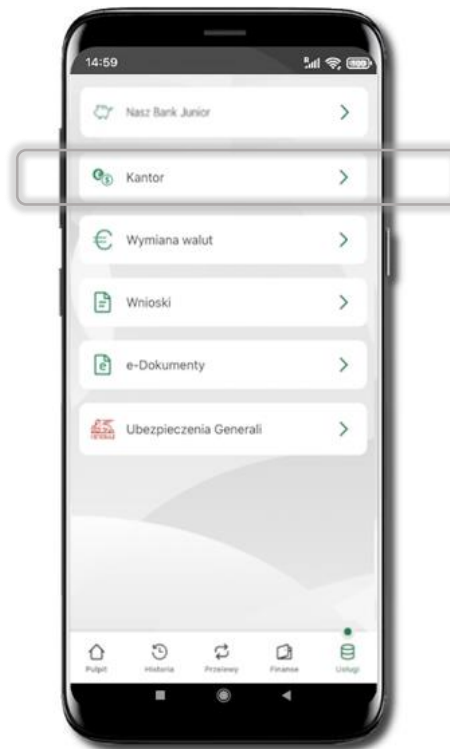 14:59
Nasz Bank Junior
Kantor
Wymiana walut
Wnioski
e-Dokumenty
Ubezpieczenia Generali
Pulpit Historia Przelewy Finanse Usługi